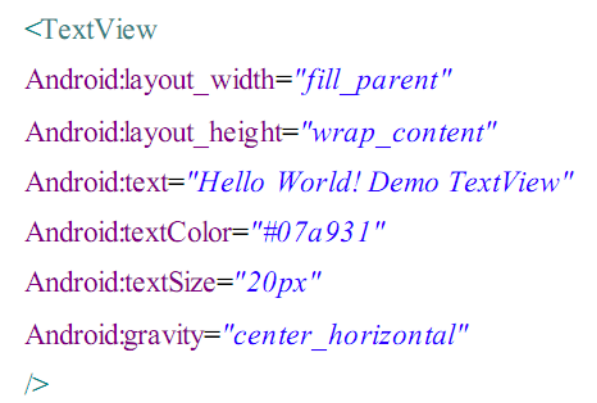 <TextView
Android:layout_width="fill_parent"
Android:layout_height="wrap_content"
Android:text="Hello World! Demo TextView"
Android:textColor="#07a931"
Android:textSize="20px"
Android:gravity="center_horizontal"
/>